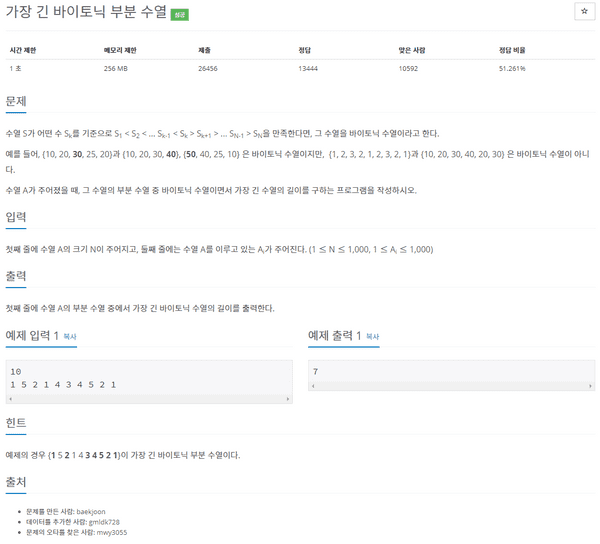 가장 긴 바이토닉 부분 수열 성공
☆
시간 제한 메모리 제한 제출 정답 맞은 사람 정답 비율
1 초 256 MB 26456 13444 10592 51.261%
문제
수열 S가 어떤 수 Sk를 기준으로 S1 < S2 < ... Sk-1 < Sk > Sk+1 > ... SN-1 > SN을 만족한다면, 그 수열을 바이토닉 수열이라고 한다.
예를 들어, {10, 20, 30, 25, 20}과 {10, 20, 30, 40}, {50, 40, 25, 10} 은 바이토닉 수열이지만, {1, 2, 3, 2, 1, 2, 3, 2, 1}과 {10, 20, 30, 40, 20, 30} 은 바이토닉 수열이 아니
다.
수열 A가 주어졌을 때, 그 수열의 부분 수열 중 바이토닉 수열이면서 가장 긴 수열의 길이를 구하는 프로그램을 작성하시오.
입력
첫째 줄에 수열 A의 크기 N이 주어지고, 둘째 줄에는 수열 A를 이루고 있는 Ai가 주어진다. (1 ≤ N ≤ 1,000, 1 ≤ Ai ≤ 1,000)
출력
첫째 줄에 수열 A의 부분 수열 중에서 가장 긴 바이토닉 수열의 길이를 출력한다.
예제 입력 1 복사
10
1 5 2 1 4 3 4 5 2 1
예제 출력 1 복사
7
힌트
예제의 경우 {1 5 2 1 4 3 4 5 2 1}이 가장 긴 바이토닉 부분 수열이다.
출처
문제를 만든 사람: baekjoon
데이터를 추가한 사람: gmldk728
문제의 오타를 찾은 사람: mwy3055